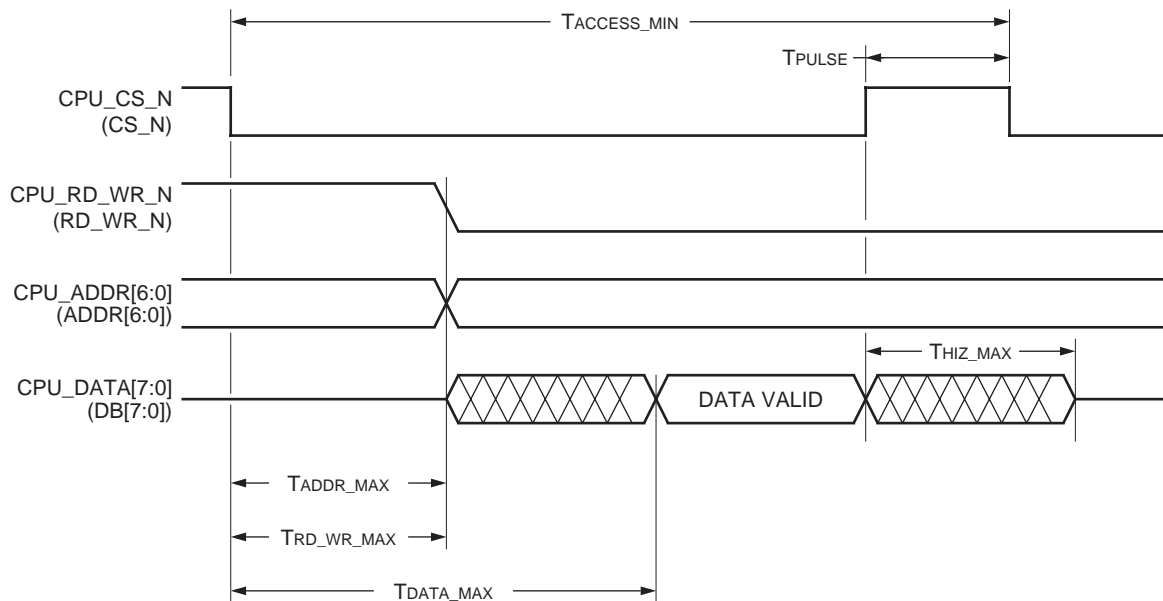 TACCESS_MIN
TPULSE
CPU_CS_N
(CS_N)
CPU_RD_WR_N
(RD_WR_N)
CPU_ADDR[6:0]
(ADDR[6:0])
THIZ_MAX
CPU_DATA[7:0]
(DB[7:0])
DATA VALID
TADDR_MAX
TRD_WR_MAX
TDATA_MAX